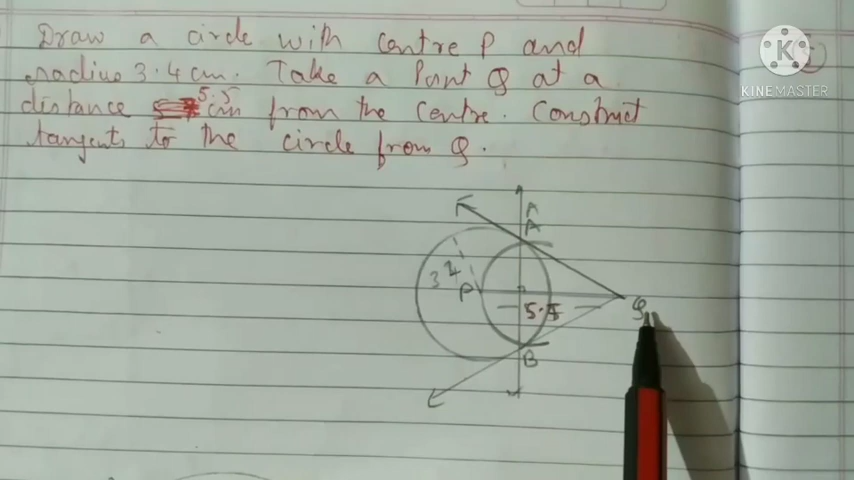 Draw a circle with centre P and
radius 3.4 cm. Take a Point Q at a
distance 5.5 cm from the centre. Construct
tangents to the circle from Q.
K
KINEMASTER
A
A
3.4
P
5.5
Q
B